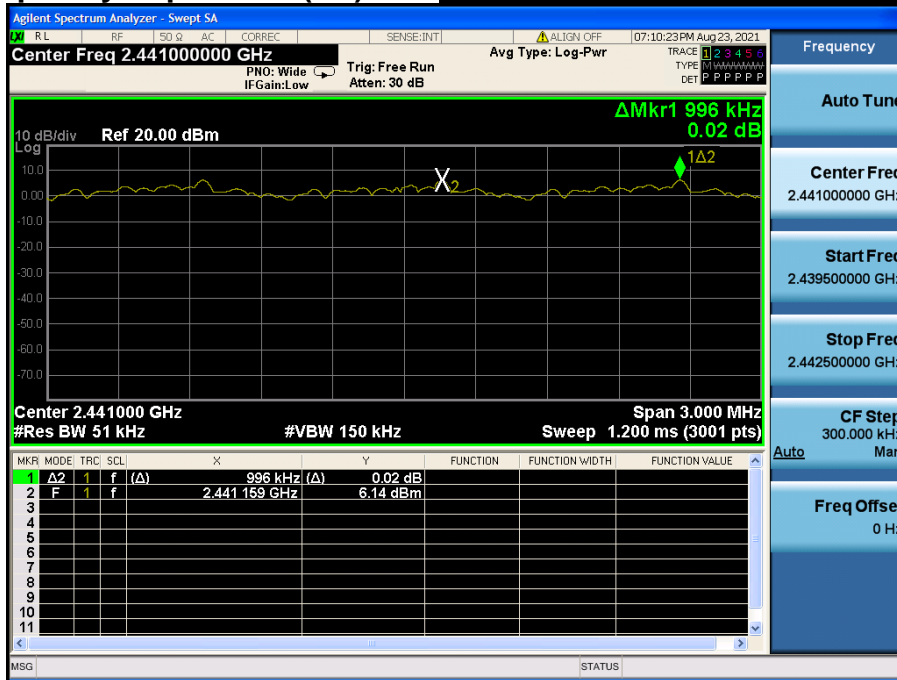 Agilent Spectrum Analyzer - Swept SA
LXI RL RF 50 Ω AC CORREC SENSE:INT ALIGN OFF 07:10:23 PM Aug 23, 2021
Center Freq 2.441000000 GHz
PNO: Wide
IFGain:Low
Trig: Free Run
Atten: 30 dB
Avg Type: Log-Pwr
TRACE 1 2 3 4 5 6
TYPE M WWWWW
DET P P P P P P
ΔMkr1 996 kHz
0.02 dB
10 dB/div Ref 20.00 dBm
Log
10.0
0.00
-10.0
-20.0
-30.0
-40.0
-50.0
-60.0
-70.0
1Δ2
X2
Center 2.441000 GHz Span 3.000 MHz
#Res BW 51 kHz #VBW 150 kHz Sweep 1.200 ms (3001 pts)
MKR MODE TRC SCL X Y FUNCTION FUNCTION WIDTH FUNCTION VALUE
1 Δ2 1 f (Δ) 996 kHz (Δ) 0.02 dB
2 F 1 f 2.441 159 GHz 6.14 dBm
3
4
5
6
7
8
9
10
11
MSG STATUS
Frequency
Auto Tune
Center Freq
2.441000000 GHz
Start Freq
2.439500000 GHz
Stop Freq
2.442500000 GHz
CF Step
300.000 kHz
Auto Man
Freq Offset
0 Hz